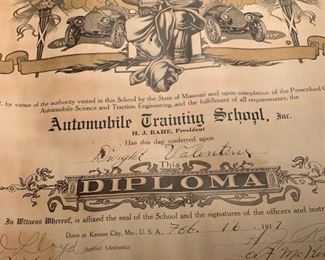 by virtue of the authority vested in this School by the State of Missouri and upon completion of the Prescribed
Automobile Science and Traction Engineering, and the fulfillment of all requirements, the
Automobile Training School, Inc.
H. J. RAHE, President
Has this day conferred upon
Dwight Valentine
This
DIPLOMA
In Witness Whereof, is affixed the seal of the School and the signatures of the officers and
Done at Kansas City, Mo., U. S. A. Feb. 16 1917
Lloyd
Applied Mechanics